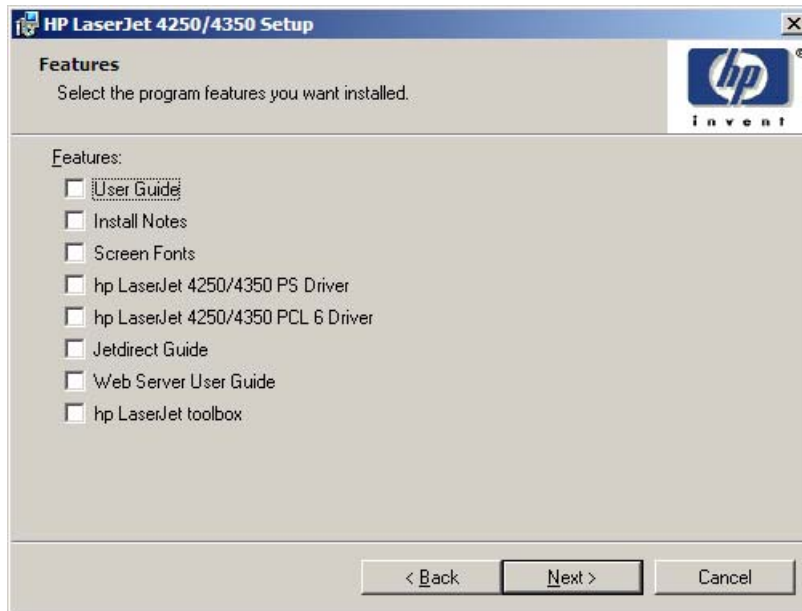 HP LaserJet 4250/4350 Setup
Features
Select the program features you want installed.
hp
®
invent
Features:
User Guide
Install Notes
Screen Fonts
hp LaserJet 4250/4350 PS Driver
hp LaserJet 4250/4350 PCL 6 Driver
Jetdirect Guide
Web Server User Guide
hp LaserJet toolbox
< Back Next > Cancel